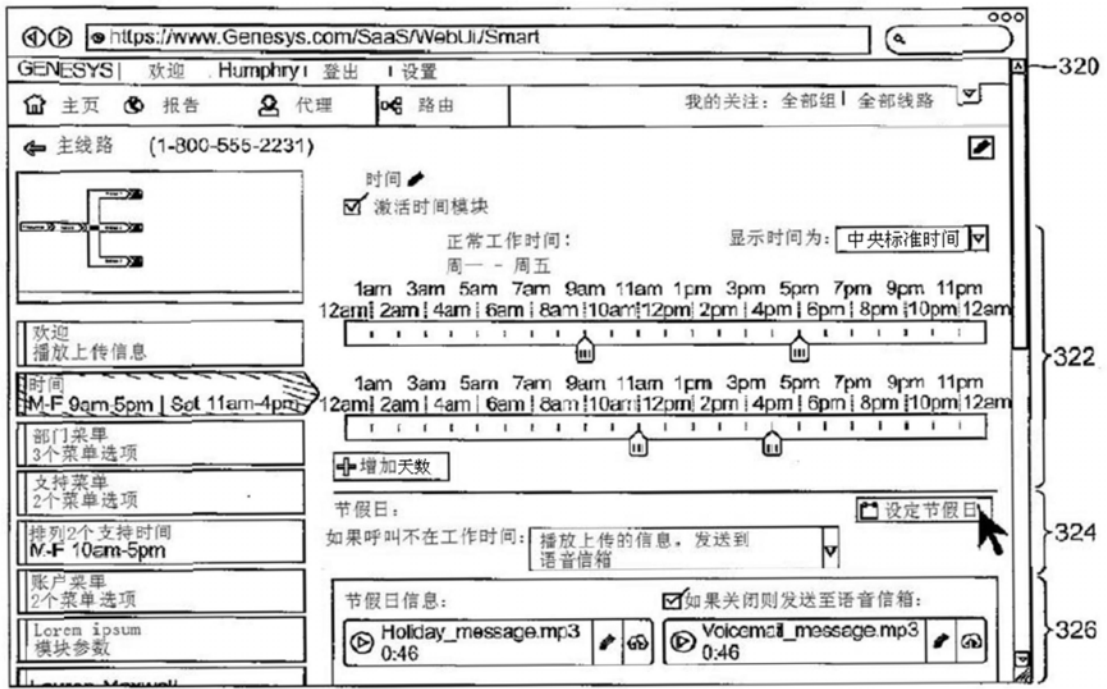 https://www.Genesys.com/SaaS/WebUi/Smart
GENESYS| 欢迎 . Humphry ı 登出 ı 设置
主页 报告 代理 路由 我的关注：全部组 | 全部线路
主线路 (1-800-555-2231)
时间
激活时间模块
正常工作时间： 显示时间为： 中央标准时间
周一 - 周五
1am 3am 5am 7am 9am 11am 1pm 3pm 5pm 7pm 9pm 11pm
12am 2am 4am 6am 8am 10am 12pm 2pm 4pm 6pm 8pm 10pm 12am
1am 3am 5am 7am 9am 11am 1pm 3pm 5pm 7pm 9pm 11pm
12am 2am 4am 6am 8am 10am 12pm 2pm 4pm 6pm 8pm 10pm 12am
增加天数
欢迎
播放上传信息
时间
M-F 9am-5pm | Sat 11am-4pm
部门菜单
3个菜单选项
支持菜单
2个菜单选项
排列2个支持时间
M-F 10am-5pm
账户菜单
2个菜单选项
Lorem ipsum
模块参数
Lauren Maxwell
节假日： 设定节假日
如果呼叫不在工作时间： 播放上传的信息，发送到
语音信箱
节假日信息： 如果关闭则发送至语音信箱：
Holiday_message.mp3
0:46
Voicemail_message.mp3
0:46
320
322
324
326